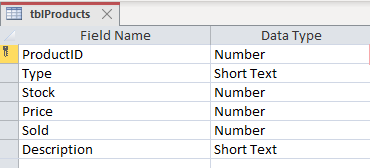 tblProducts
Field Name Data Type
ProductID Number
Type Short Text
Stock Number
Price Number
Sold Number
Description Short Text